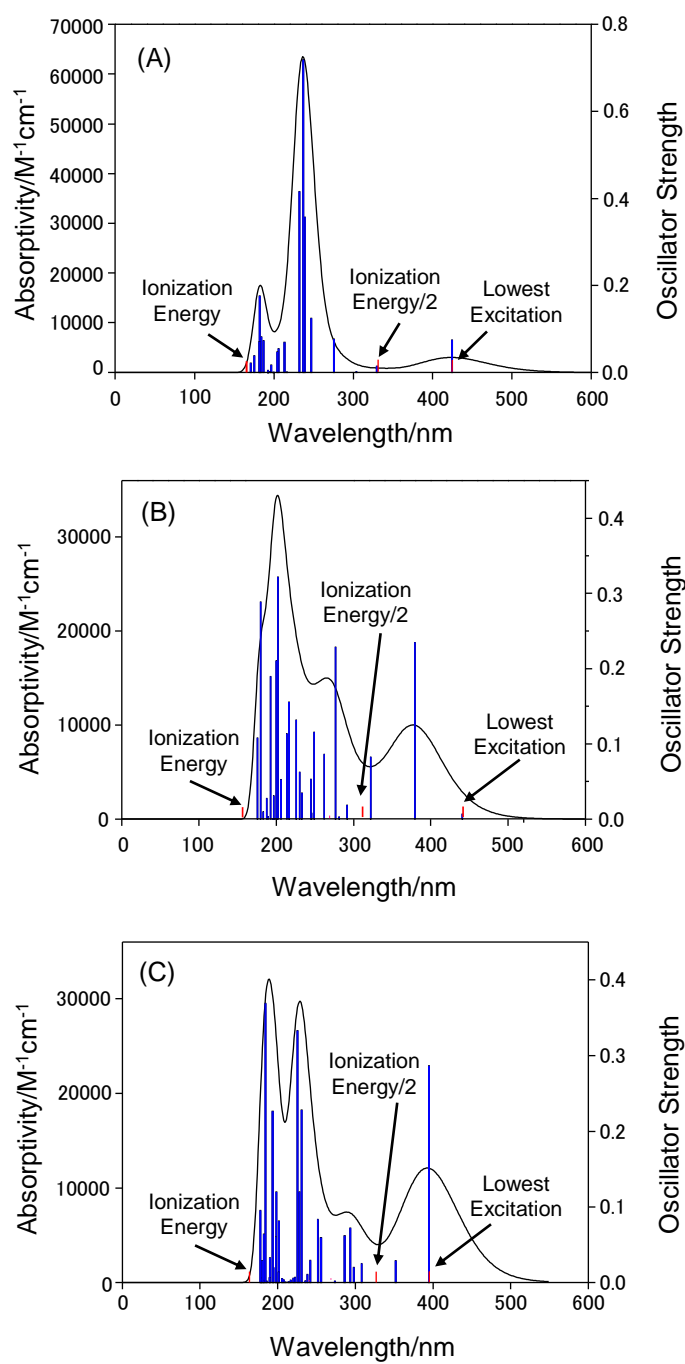 (A)
70000
60000
50000
40000
30000
20000
10000
0
0.8
0.6
0.4
0.2
0.0
Absorptivity/M-1cm-1
Oscillator Strength
Ionization
Energy
Ionization
Energy/2
Lowest
Excitation
0 100 200 300 400 500 600
Wavelength/nm
(B)
30000
20000
10000
0
0.4
0.3
0.2
0.1
0.0
Absorptivity/M-1cm-1
Oscillator Strength
Ionization
Energy/2
Ionization
Energy
Lowest
Excitation
0 100 200 300 400 500 600
Wavelength/nm
(C)
30000
20000
10000
0
0.4
0.3
0.2
0.1
0.0
Absorptivity/M-1cm-1
Oscillator Strength
Ionization
Energy/2
Ionization
Energy
Lowest
Excitation
0 100 200 300 400 500 600
Wavelength/nm